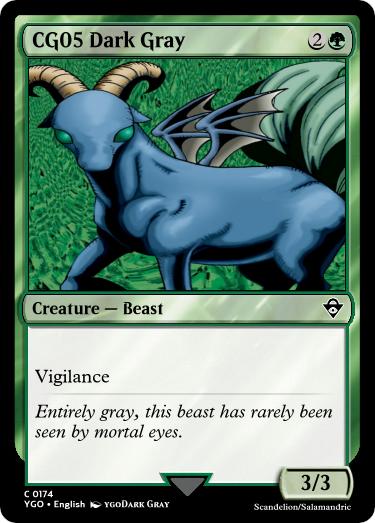 CG05 Dark Gray 2
Creature — Beast
Vigilance
Entirely gray, this beast has rarely been
seen by mortal eyes.
3/3
C 0174
YGO • English YGODARK GRAY
Scandelion/Salamandric